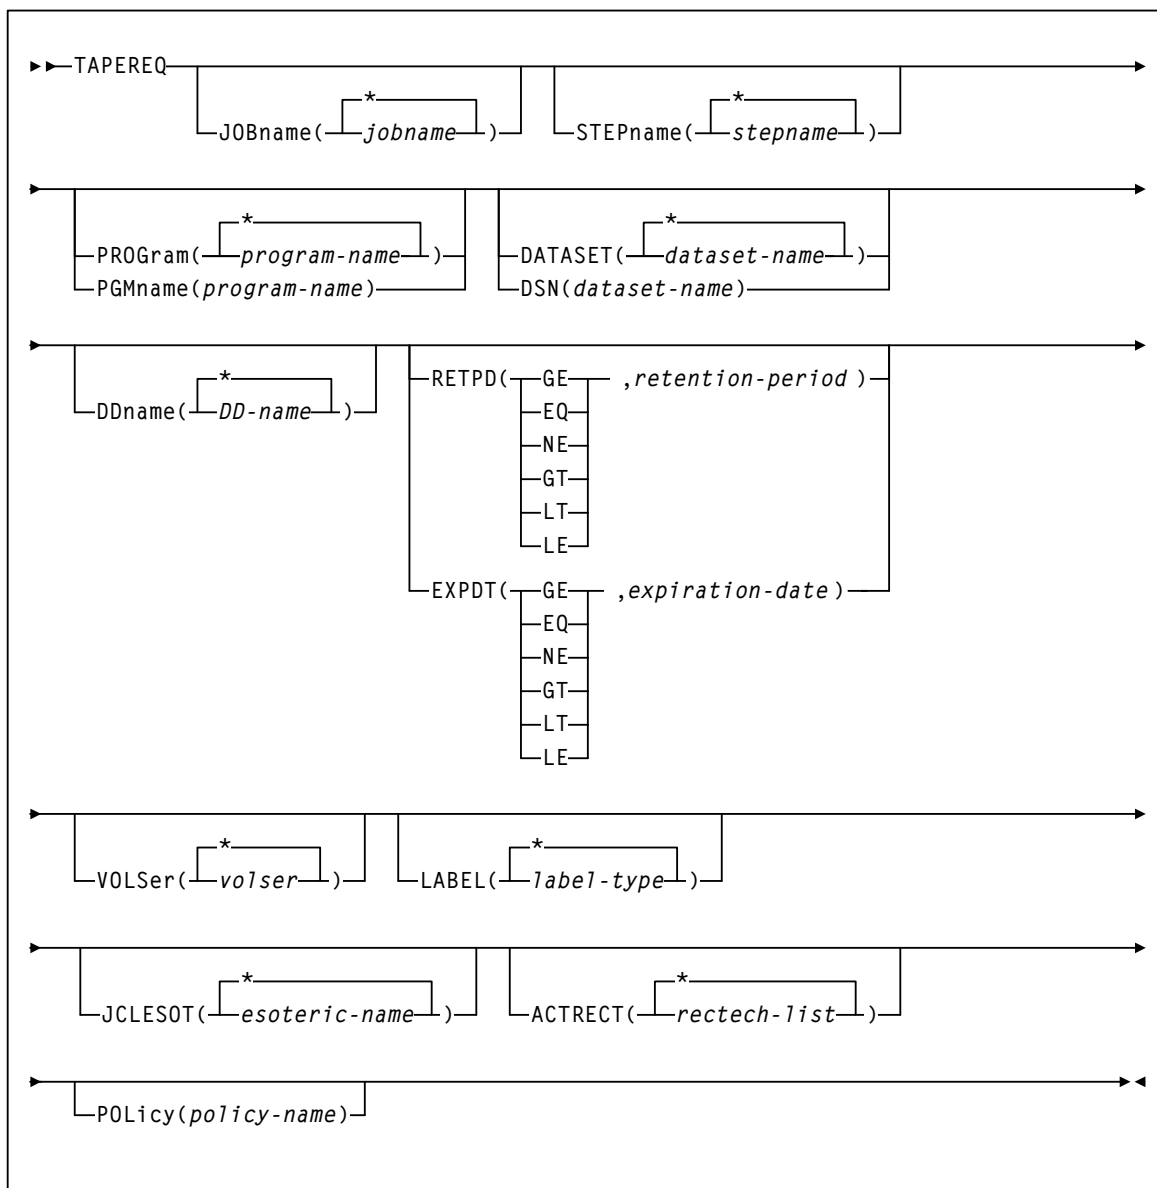 TAPEREQ
*
*
JOBname( jobname )
STEPname( stepname )
*
*
PROGram( program-name )
DATASET( dataset-name )
PGMname(program-name)
DSN(dataset-name)
*
RETPD( GE ,retention-period )
DDname( DD-name )
EQ
NE
GT
LT
LE
EXPDT( GE ,expiration-date )
EQ
NE
GT
LT
LE
*
*
VOLSer( volser )
LABEL( label-type )
*
*
JCLESOT( esoteric-name )
ACTRECT( rectech-list )
POLicy(policy-name)